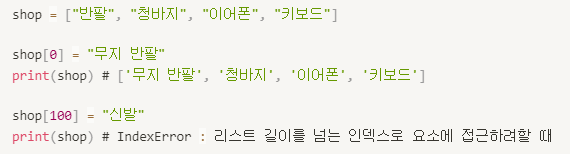 shop = ["반팔", "청바지", "이어폰", "키보드"]
shop[0] = "무지 반팔"
print(shop) # ['무지 반팔', '청바지', '이어폰', '키보드']
shop[100] = "신발"
print(shop) # IndexError : 리스트 길이를 넘는 인덱스로 요소에 접근하려할 때